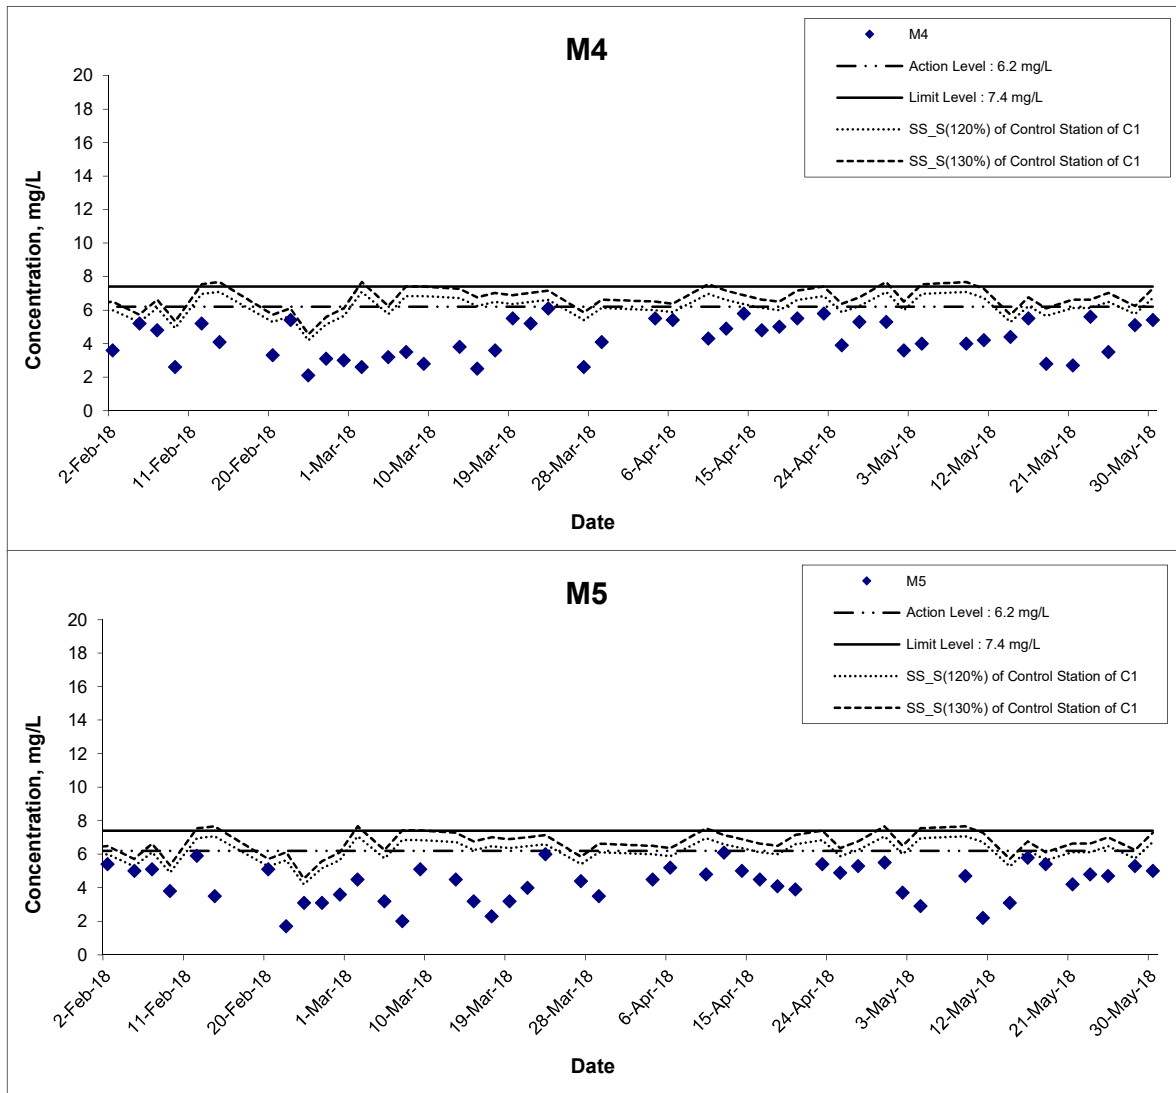 M4
M4
Action Level : 6.2 mg/L
Limit Level : 7.4 mg/L
SS_S(120%) of Control Station of C1
SS_S(130%) of Control Station of C1
Concentration, mg/L
20
18
16
14
12
10
8
6
4
2
0
2-Feb-18
11-Feb-18
20-Feb-18
1-Mar-18
10-Mar-18
19-Mar-18
28-Mar-18
6-Apr-18
15-Apr-18
24-Apr-18
3-May-18
12-May-18
21-May-18
30-May-18
Date
M5
M5
Action Level : 6.2 mg/L
Limit Level : 7.4 mg/L
SS_S(120%) of Control Station of C1
SS_S(130%) of Control Station of C1
Concentration, mg/L
20
18
16
14
12
10
8
6
4
2
0
2-Feb-18
11-Feb-18
20-Feb-18
1-Mar-18
10-Mar-18
19-Mar-18
28-Mar-18
6-Apr-18
15-Apr-18
24-Apr-18
3-May-18
12-May-18
21-May-18
30-May-18
Date